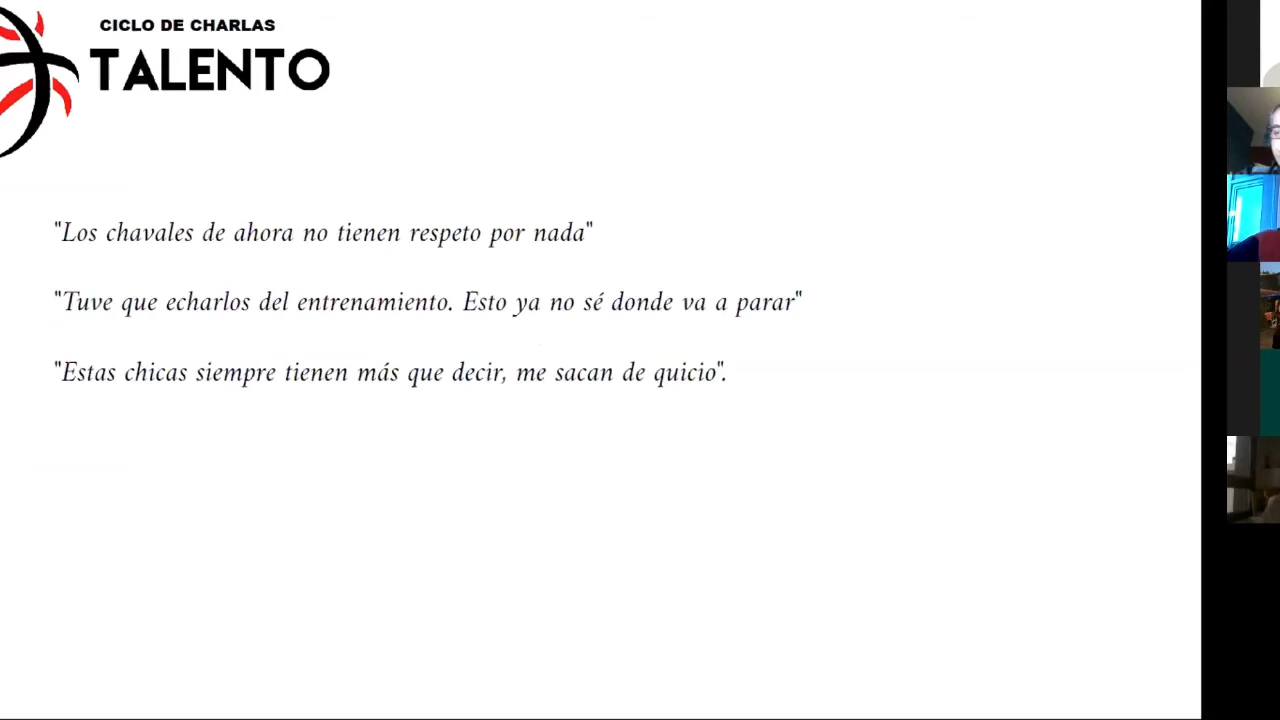 CICLO DE CHARLAS
TALENTO
"Los chavales de ahora no tienen respeto por nada"
"Tuve que echarlos del entrenamiento. Esto ya no sé donde va a parar"
"Estas chicas siempre tienen más que decir, me sacan de quicio".